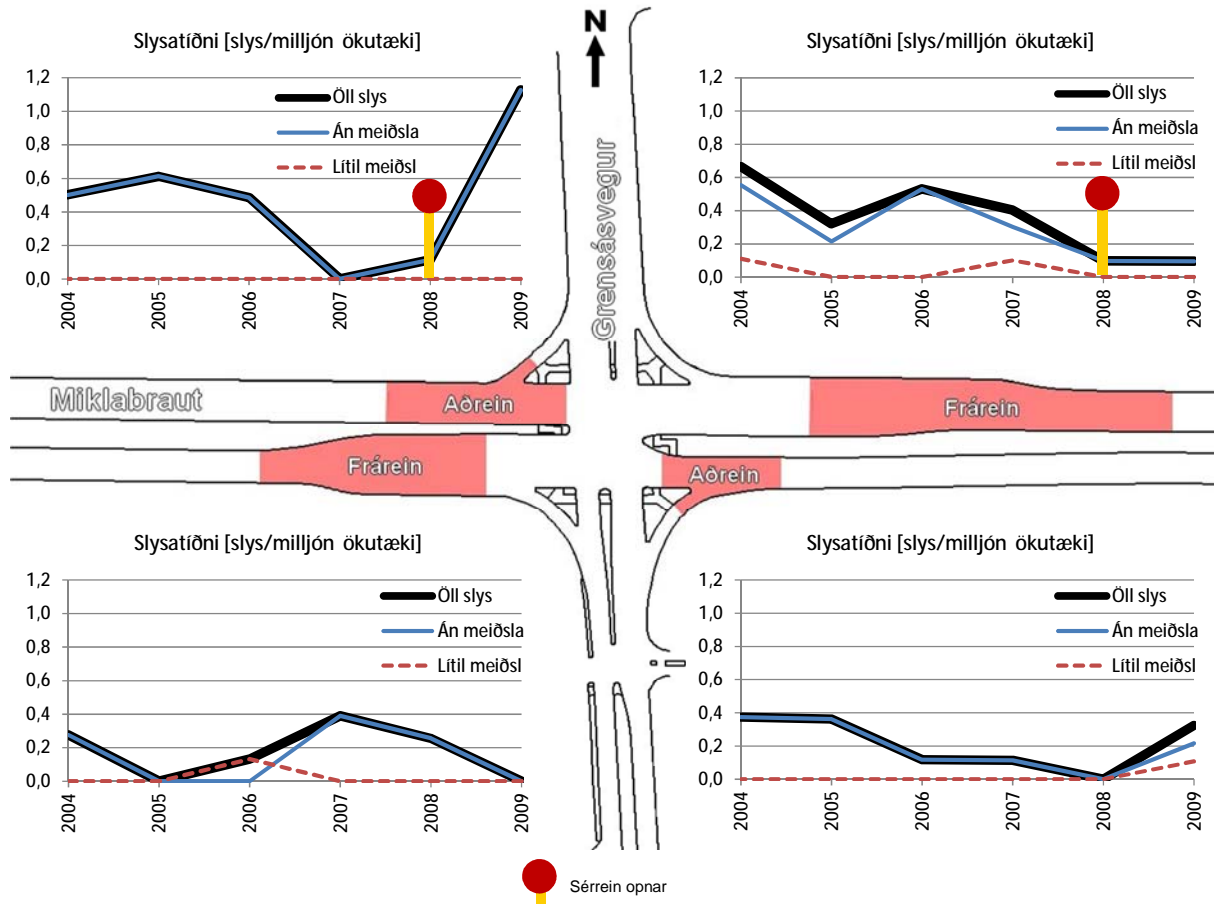 Slysatíðni [slys/milljón ökutæki]
1,2
1,0
0,8
0,6
0,4
0,2
0,0
Öll slys
Án meiðsla
Lítil meiðsl
2004
2005
2006
2007
2008
2009
N
Grensásvegur
Slysatíðni [slys/milljón ökutæki]
1,2
1,0
0,8
0,6
0,4
0,2
0,0
Öll slys
Án meiðsla
Lítil meiðsl
2004
2005
2006
2007
2008
2009
Miklabraut
Aðrein
Frárein
Frárein
Aðrein
Slysatíðni [slys/milljón ökutæki]
1,2
1,0
0,8
0,6
0,4
0,2
0,0
Öll slys
Án meiðsla
Lítil meiðsl
2004
2005
2006
2007
2008
2009
Slysatíðni [slys/milljón ökutæki]
1,2
1,0
0,8
0,6
0,4
0,2
0,0
Öll slys
Án meiðsla
Lítil meiðsl
2004
2005
2006
2007
2008
2009
Sérrein opnar